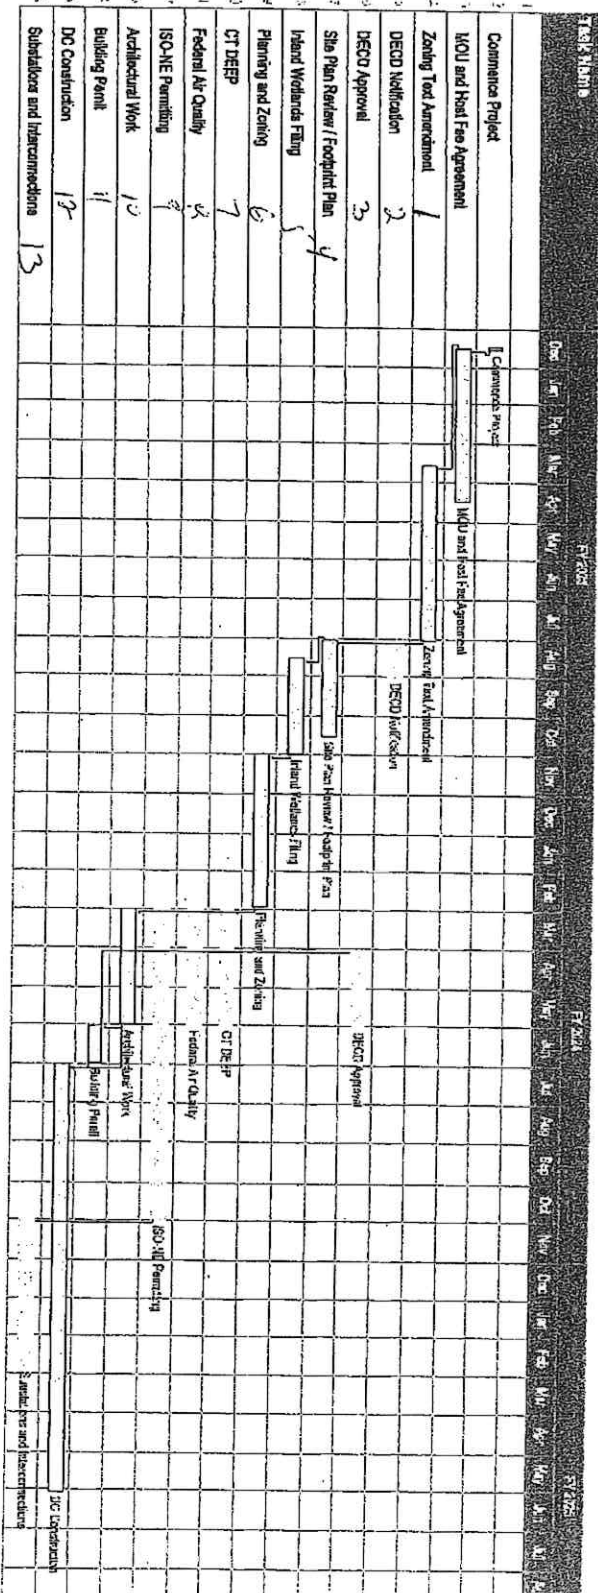 Task Name
Dec Jan Feb Mar Apr May Jun Jul Aug Sep Oct Nov Dec Jan Feb Mar Apr May Jun Jul Aug Sep Oct Nov Dec Jan Feb Mar Apr May Jun Jul
Commence Project
Commence Project
MOU and Host Fee Agreement
MOU and Host Fee Agreement
Zoning Text Amendment 1
Zoning Text Amendment
DECD Notification 2
DECD Notification
DECD Approval 3
DECD Approval
Site Plan Review / Footprint Plan 4
Site Plan Review / Footprint Plan
Inland Wetlands Filing 5
Inland Wetlands Filing
Planning and Zoning 6
Planning and Zoning
CT DEEP 7
CT DEEP
Federal Air Quality 8
Federal Air Quality
ISO-NE Permitting 9
ISO-NE Permitting
Architectural Work 10
Architectural Work
Building Permit 11
Building Permit
DC Construction 12
DC Construction
Substations and Interconnections 13
Substations and Interconnections